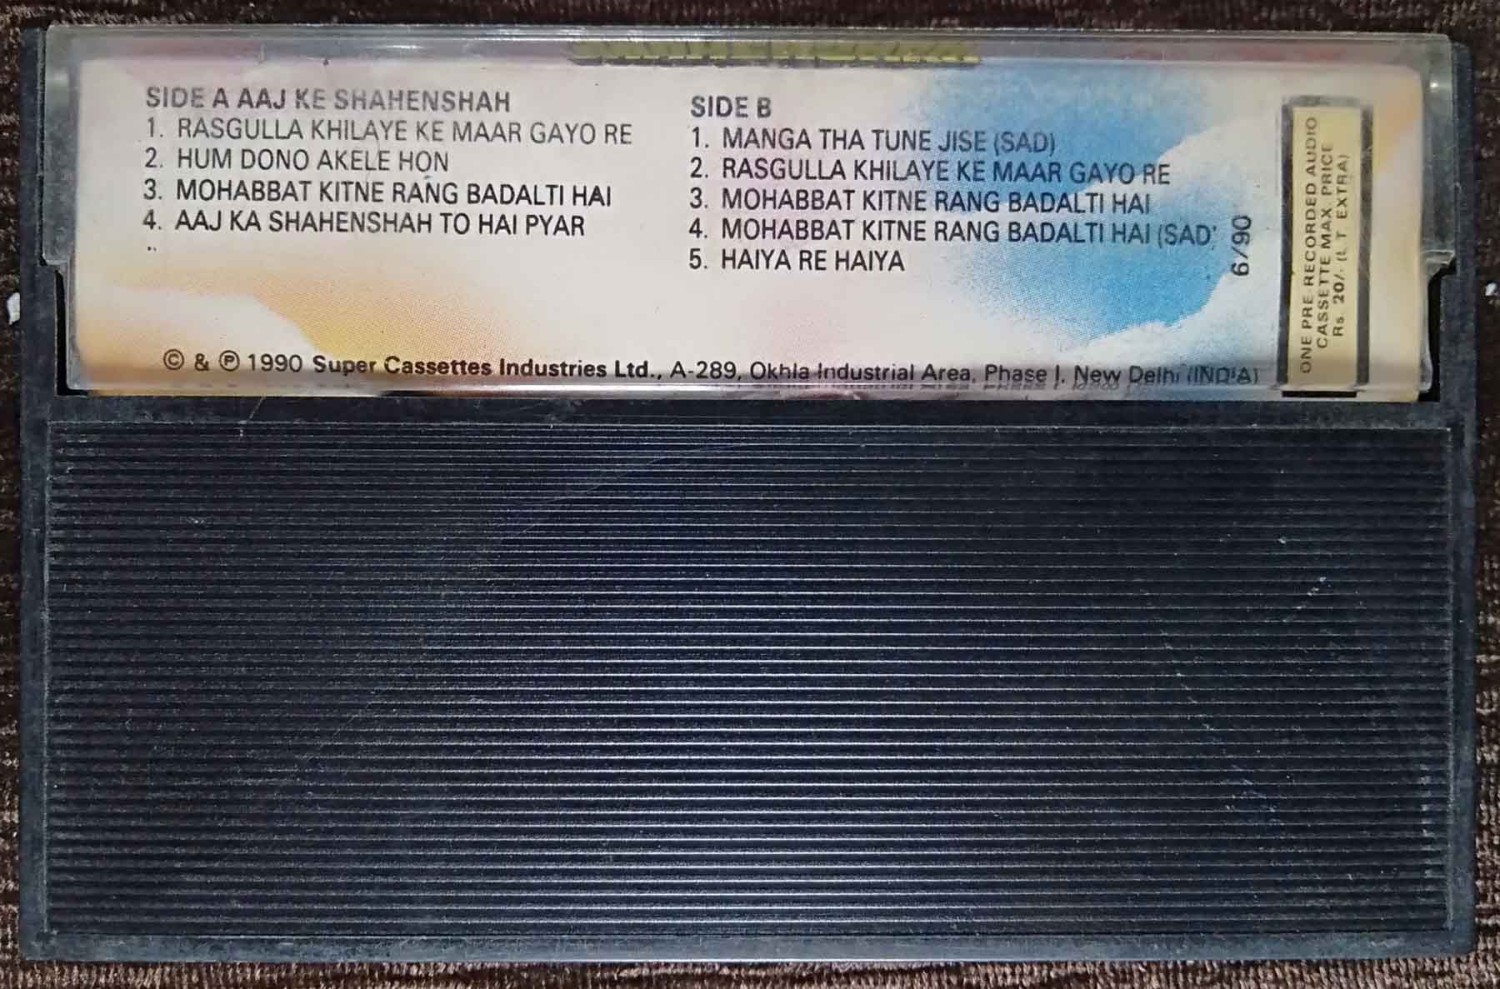 SIDE A AAJ KE SHAHENSHAH
1. RASGULLA KHILAYE KE MAAR GAYO RE
2. HUM DONO AKELE HON
3. MOHABBAT KITNE RANG BADALTI HAI
4. AAJ KA SHAHENSHAH TO HAI PYAR
SIDE B
1. MANGA THA TUNE JISE (SAD)
2. RASGULLA KHILAYE KE MAAR GAYO RE
3. MOHABBAT KITNE RANG BADALTI HAI
4. MOHABBAT KITNE RANG BADALTI HAI (SAD
5. HAIYA RE HAIYA
6/90
© & ℗ 1990 Super Cassettes Industries Ltd., A-289, Okhla Industrial Area, Phase I, New Delhi (INDIA)
ONE PRE-RECORDED AUDIO
CASSETTE MAX. PRICE
Rs. 20/- (L T EXTRA)